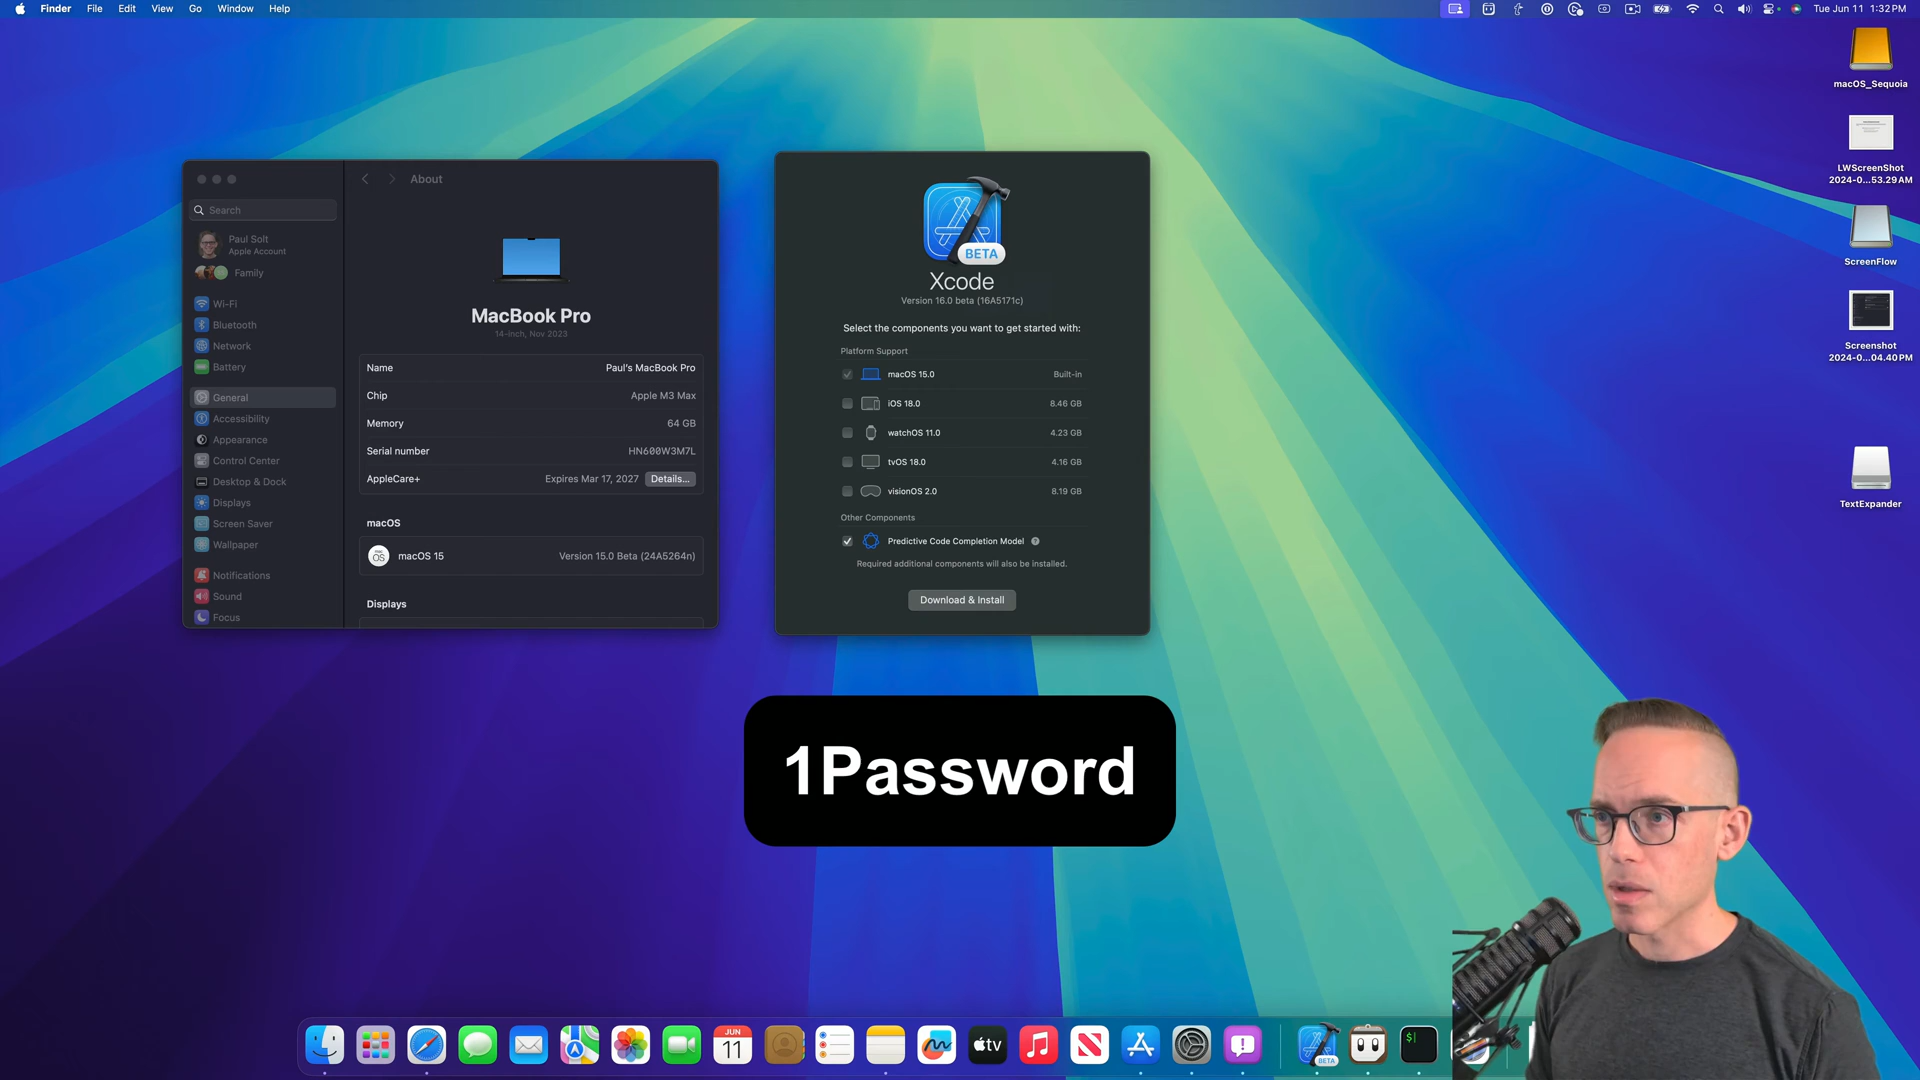 Finder File Edit View Go Window Help
Tue Jun 11 1:32 PM
macOS_Sequoia
LWScreenShot
2024-0...53.29 AM
ScreenFlow
Screenshot
2024-0...04.40 PM
TextExpander
About
Search
Paul Solt
Apple Account
Family
Wi-Fi
Bluetooth
Network
Battery
General
Accessibility
Appearance
Control Center
Desktop & Dock
Displays
Screen Saver
Wallpaper
Notifications
Sound
Focus
MacBook Pro
14-inch, Nov 2023
Name Paul's MacBook Pro
Chip Apple M3 Max
Memory 64 GB
Serial number HN600W3M7L
AppleCare+ Expires Mar 17, 2027 Details...
macOS
macOS 15 Version 15.0 Beta (24A5264n)
Displays
BETA
Xcode
Version 16.0 beta (16A5171c)
Select the components you want to get started with:
Platform Support
macOS 15.0 Built-in
iOS 18.0 8.46 GB
watchOS 11.0 4.23 GB
tvOS 18.0 4.16 GB
visionOS 2.0 8.19 GB
Other Components
Predictive Code Completion Model ?
Required additional components will also be installed.
Download & Install
1Password
JUN
11
tv
BETA
$